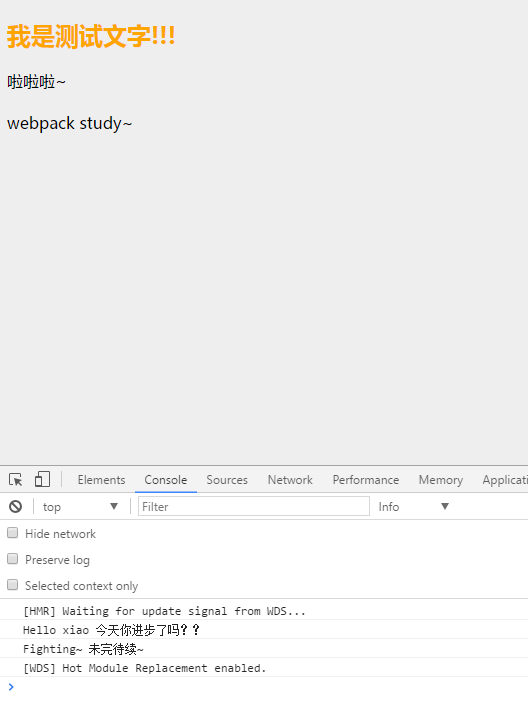 我是测试文字!!!
啦啦啦~
webpack study~
Elements Console Sources Network Performance Memory Applicati
top Filter Info
Hide network
Preserve log
Selected context only
[HMR] Waiting for update signal from WDS...
Hello xiao 今天你进步了吗？？
Fighting~ 未完待续~
[WDS] Hot Module Replacement enabled.